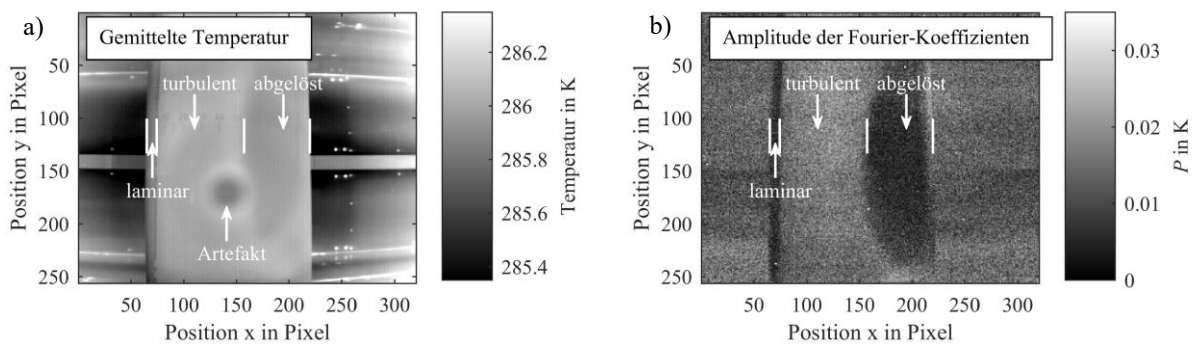 a)
Gemittelte Temperatur
turbulent
abgelöst
laminar
Artefakt
50
100
150
200
250
50 100 150 200 250 300
Position x in Pixel
Position y in Pixel
286.2
286
285.8
285.6
285.4
Temperatur in K
b)
Amplitude der Fourier-Koeffizienten
turbulent
abgelöst
laminar
50
100
150
200
250
50 100 150 200 250 300
Position x in Pixel
Position y in Pixel
0.03
0.02
0.01
0
P in K